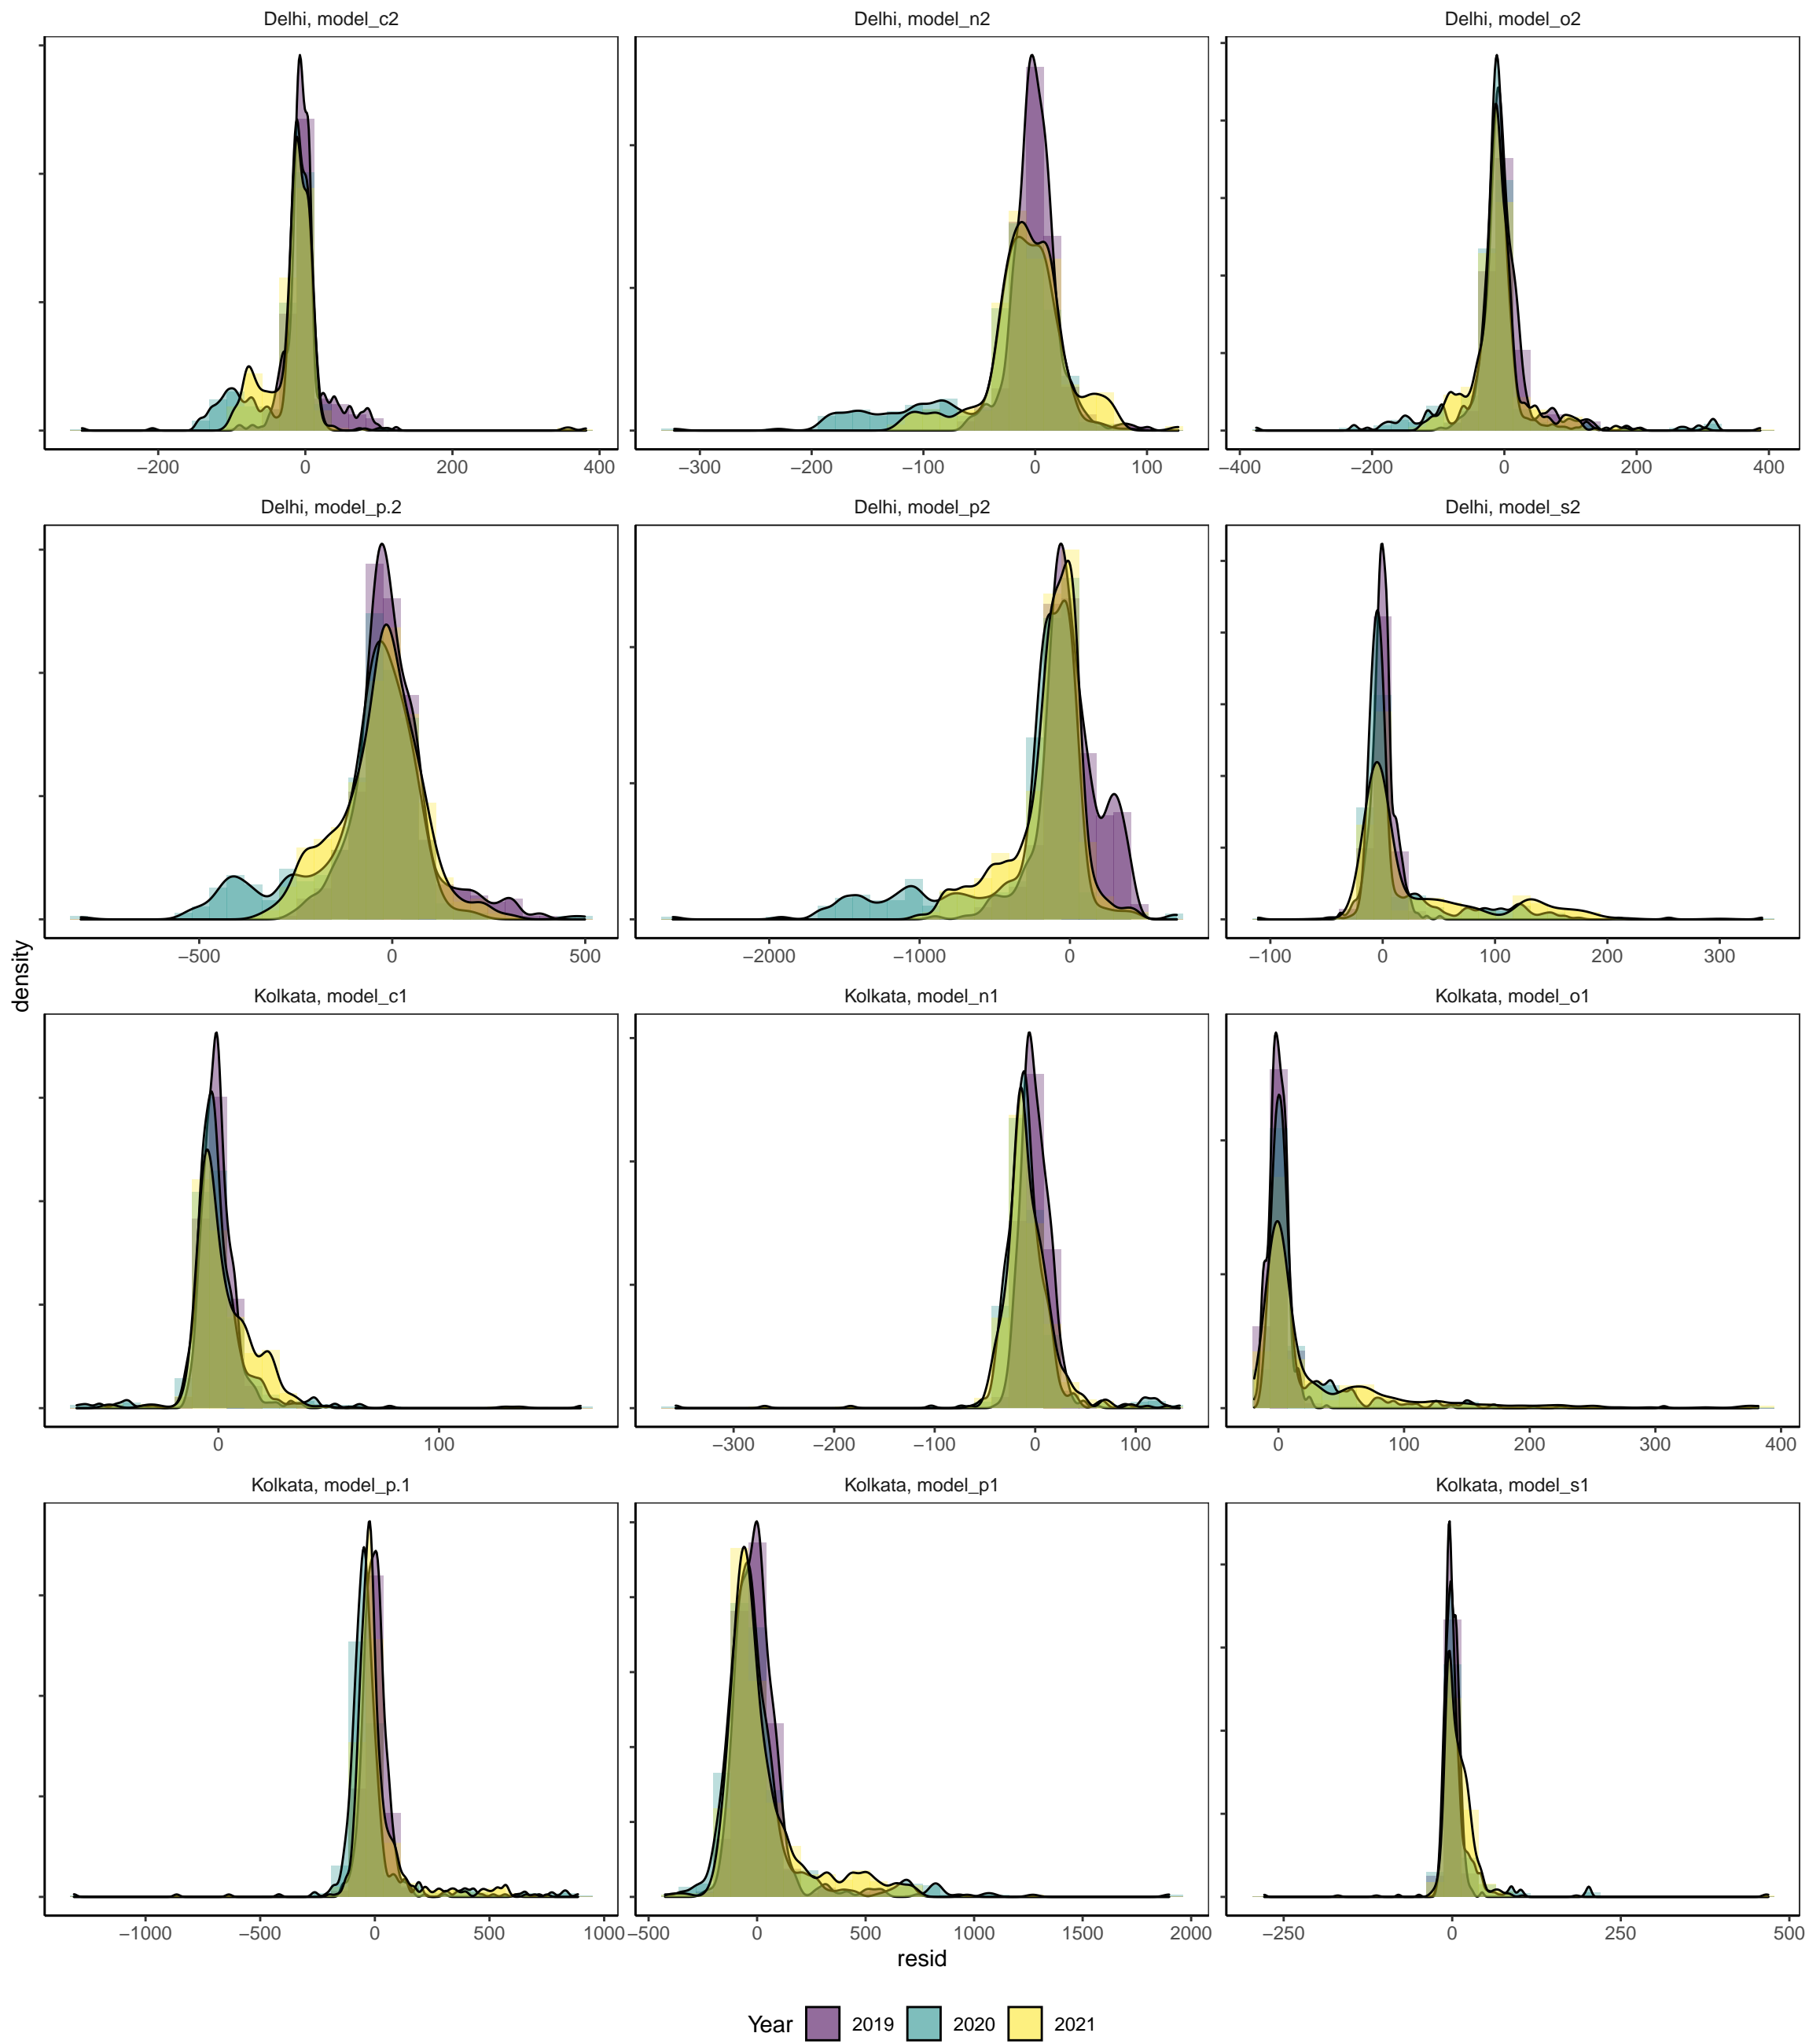 Delhi, model_c2 Delhi, model_n2 Delhi, model_o2
−200 0 200 400 −300 −200 −100 0 100 −400 −200 0 200 400
Delhi, model_p.2 Delhi, model_p2 Delhi, model_s2
−500 0 500 −2000 −1000 0 −100 0 100 200 300
density
Kolkata, model_c1 Kolkata, model_n1 Kolkata, model_o1
0 100 −300 −200 −100 0 100 0 100 200 300 400
Kolkata, model_p.1 Kolkata, model_p1 Kolkata, model_s1
−1000 −500 0 500 1000 −500 0 500 1000 1500 2000 −250 0 250 500
resid
Year 2019 2020 2021